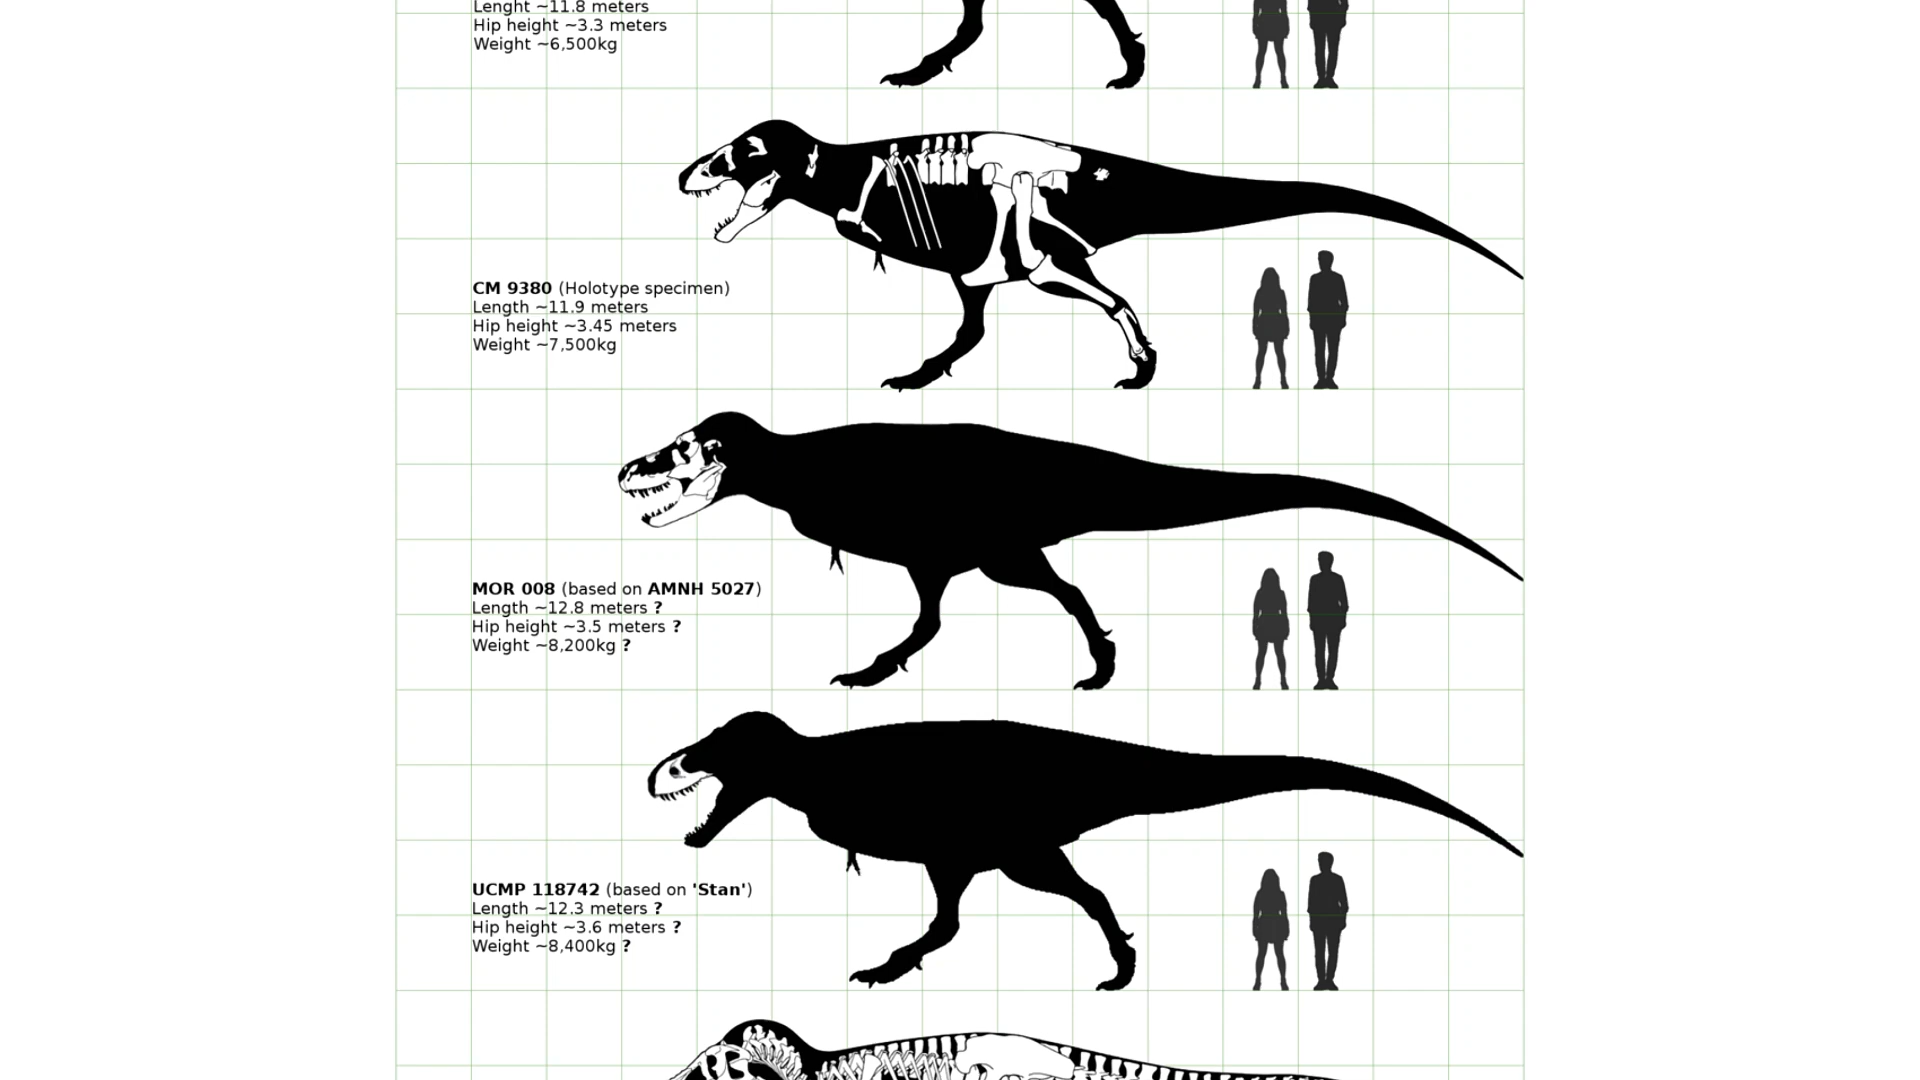 Lenght ~11.8 meters
Hip height ~3.3 meters
Weight ~6,500kg
CM 9380 (Holotype specimen)
Length ~11.9 meters
Hip height ~3.45 meters
Weight ~7,500kg
MOR 008 (based on AMNH 5027)
Length ~12.8 meters ?
Hip height ~3.5 meters ?
Weight ~8,200kg ?
UCMP 118742 (based on 'Stan')
Length ~12.3 meters ?
Hip height ~3.6 meters ?
Weight ~8,400kg ?